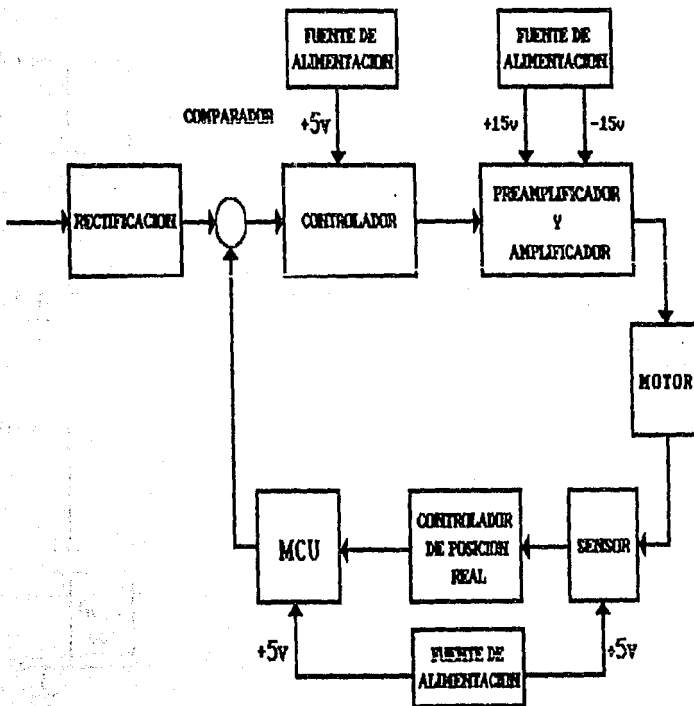 FUENTE DE
ALIMENTACION
FUENTE DE
ALIMENTACION
COMPARADOR
+5v
+15v
-15v
RECTIFICACION
CONTROLADOR
PREAMPLIFICADOR
Y
AMPLIFICADOR
MOTOR
MCU
CONTROLADOR
DE POSICION
REAL
SENSOR
+5v
FUENTE DE
ALIMENTACION
+5v